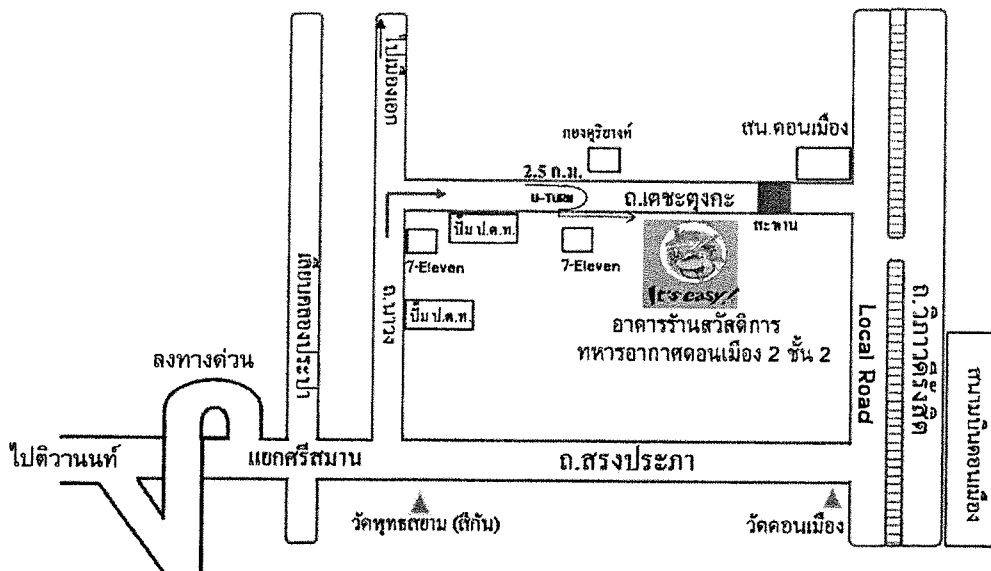 ไปเมืองเอก
กองดุริยางค์
สน.ดอนเมือง
2.5 ก.ม.
U-TURN
ถ.เตชะตุงคะ
สะพาน
ปั๊ม ป.ต.ท.
7-Eleven
7-Eleven
It's easy!
ปั๊ม ป.ต.ท.
อาคารร้านสวัสดิการ
ทหารอากาศดอนเมือง 2 ชั้น 2
เลียบคลองประปา
ถ.นาวง
Local Road
ถ.วิภาวดีรังสิต
สนามบินดอนเมือง
ลงทางด่วน
ไปติวานนท์
แยกศรีสมาน
ถ.สรงประภา
วัดพุทธสยาม (สีกัน)
วัดดอนเมือง